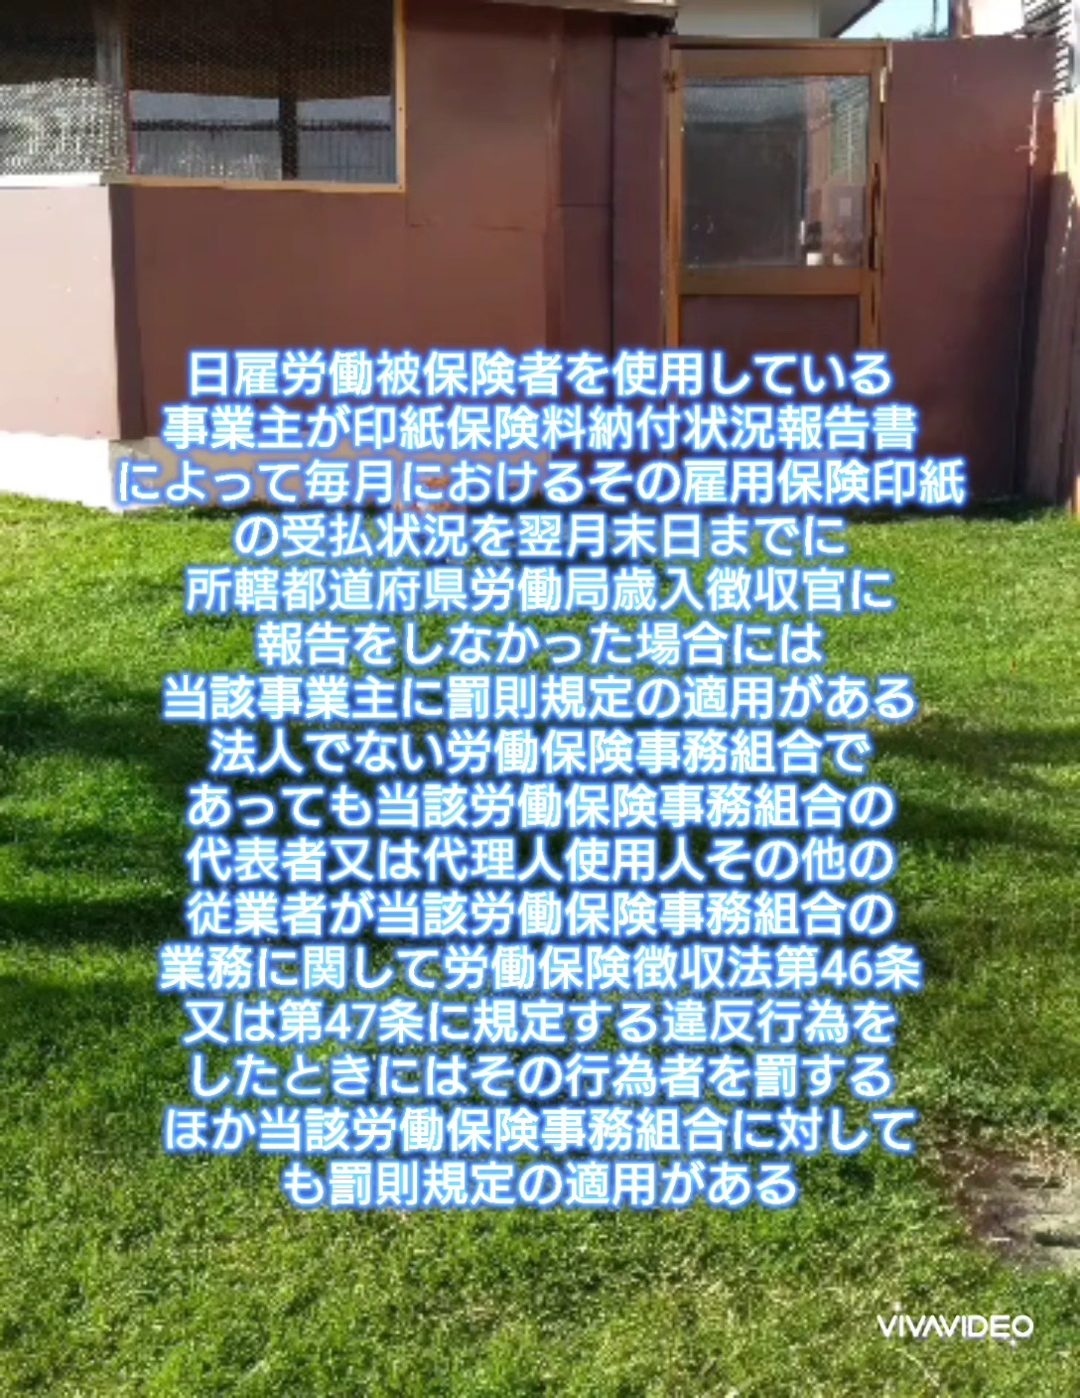 日雇労働被保険者を使用している
事業主が印紙保険料納付状況報告書
によって毎月におけるその雇用保険印紙
の受払状況を翌月末日までに
所轄都道府県労働局歳入徴収官に
報告をしなかった場合には
当該事業主に罰則規定の適用がある
法人でない労働保険事務組合で
あっても当該労働保険事務組合の
代表者又は代理人使用人その他の
従業者が当該労働保険事務組合の
業務に関して労働保険徴収法第46条
又は第47条に規定する違反行為を
したときにはその行為者を罰する
ほか当該労働保険事務組合に対して
も罰則規定の適用がある
VIVAVIDEO